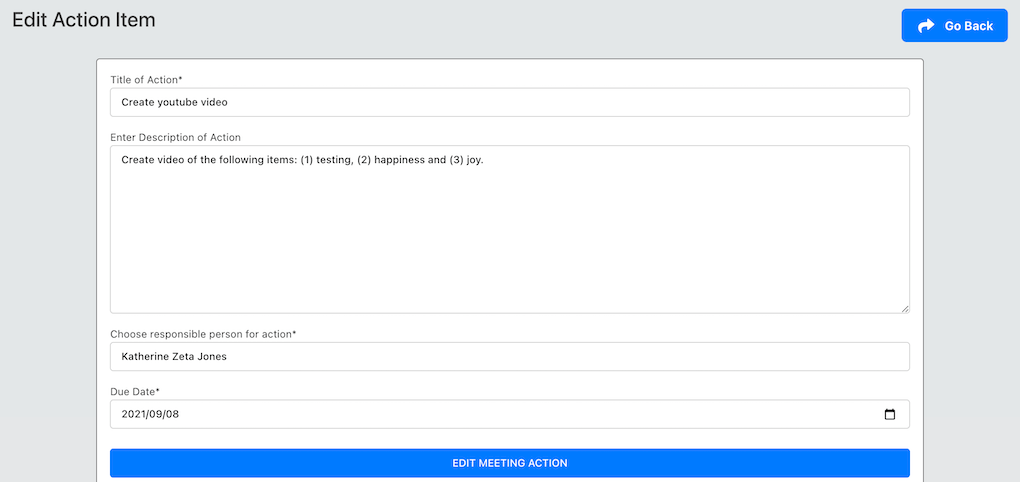 Edit Action Item
Go Back
Title of Action*
Create youtube video
Enter Description of Action
Create video of the following items: (1) testing, (2) happiness and (3) joy.
Choose responsible person for action*
Katherine Zeta Jones
Due Date*
2021/09/08
EDIT MEETING ACTION